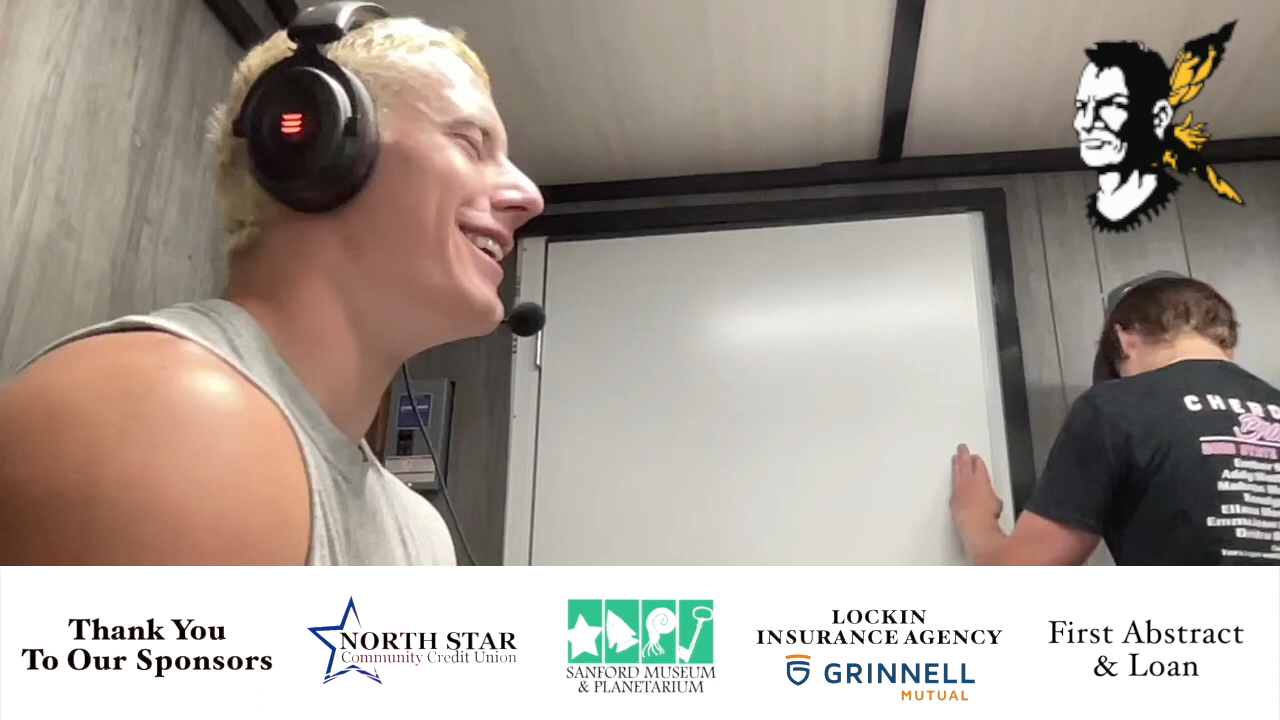 CHERO
Thank You
To Our Sponsors
NORTH STAR
Community Credit Union
SANFORD MUSEUM
& PLANETARIUM
LOCKIN
INSURANCE AGENCY
GRINNELL
MUTUAL
First Abstract
& Loan